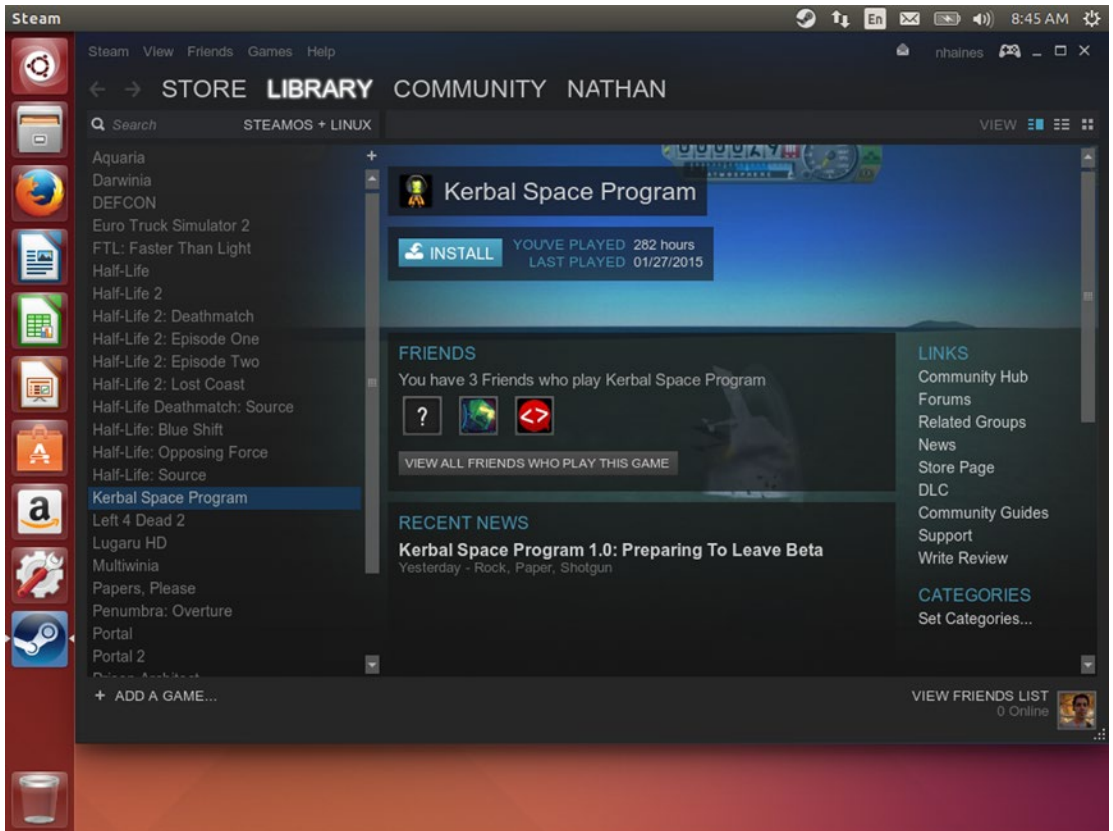 Steam
En
8:45 AM
Steam View Friends Games Help
nhaines
STORE LIBRARY COMMUNITY NATHAN
Search STEAMOS + LINUX
VIEW
Aquaria
Darwinia
DEFCON
Euro Truck Simulator 2
FTL: Faster Than Light
Half-Life
Half-Life 2
Half-Life 2: Deathmatch
Half-Life 2: Episode One
Half-Life 2: Episode Two
Half-Life 2: Lost Coast
Half-Life Deathmatch: Source
Half-Life: Blue Shift
Half-Life: Opposing Force
Half-Life: Source
Kerbal Space Program
Left 4 Dead 2
Lugaru HD
Multiwinia
Papers, Please
Penumbra: Overture
Portal
Portal 2
Prison Architect
+ ADD A GAME...
ATMOSPHERE
Kerbal Space Program
INSTALL
YOU'VE PLAYED 282 hours
LAST PLAYED 01/27/2015
FRIENDS
You have 3 Friends who play Kerbal Space Program
?
<>
VIEW ALL FRIENDS WHO PLAY THIS GAME
RECENT NEWS
Kerbal Space Program 1.0: Preparing To Leave Beta
Yesterday - Rock, Paper, Shotgun
LINKS
Community Hub
Forums
Related Groups
News
Store Page
DLC
Community Guides
Support
Write Review
CATEGORIES
Set Categories...
VIEW FRIENDS LIST
0 Online